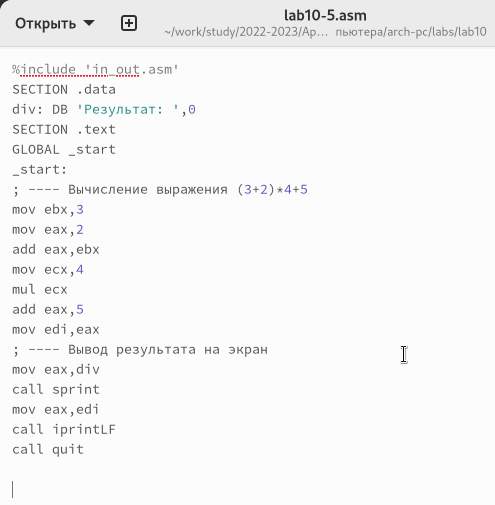 Открыть
lab10-5.asm
~/work/study/2022-2023/Ар… пьютера/arch-pc/labs/lab10
%include 'in_out.asm'
SECTION .data
div: DB 'Результат: ',0
SECTION .text
GLOBAL _start
_start:
; ---- Вычисление выражения (3+2)*4+5
mov ebx,3
mov eax,2
add eax,ebx
mov ecx,4
mul ecx
add eax,5
mov edi,eax
; ---- Вывод результата на экран
mov eax,div
call sprint
mov eax,edi
call iprintLF
call quit